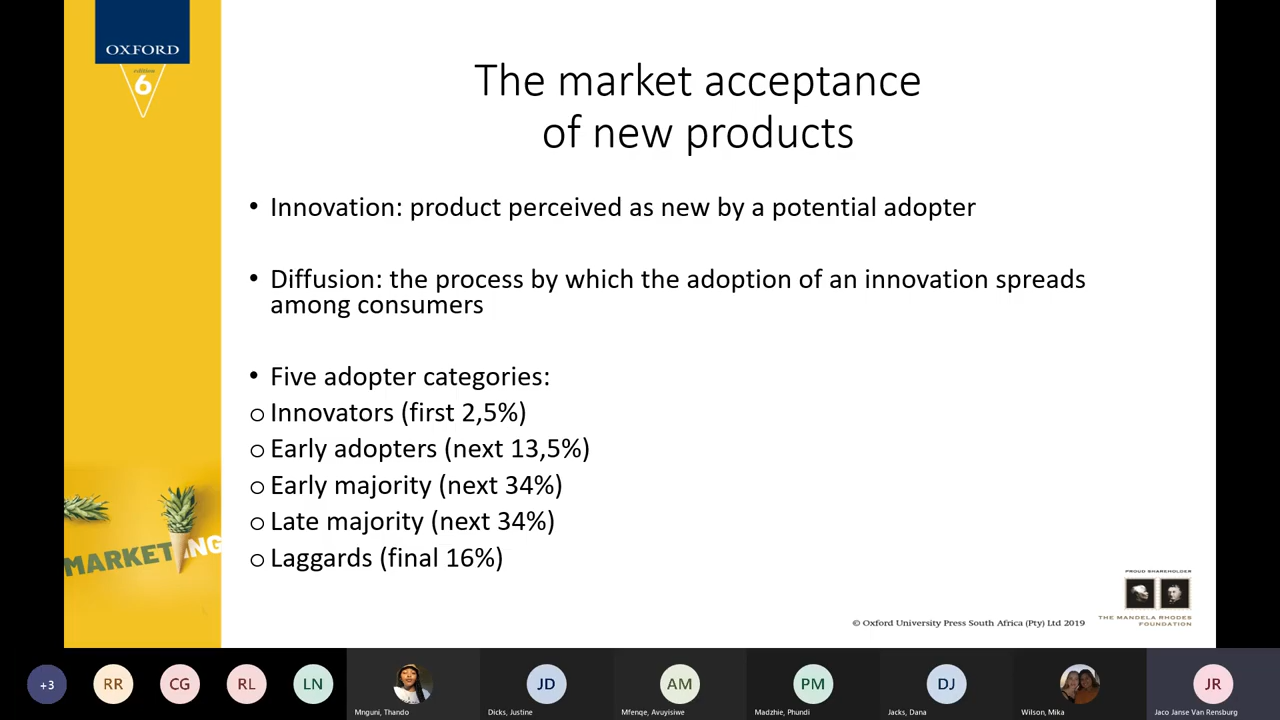 OXFORD
edition
6
The market acceptance
of new products
• Innovation: product perceived as new by a potential adopter
• Diffusion: the process by which the adoption of an innovation spreads
among consumers
• Five adopter categories:
o Innovators (first 2,5%)
o Early adopters (next 13,5%)
o Early majority (next 34%)
o Late majority (next 34%)
o Laggards (final 16%)
MARKETING
PROUD SHAREHOLDER
THE MANDELA RHODES
FOUNDATION
© Oxford University Press South Africa (Pty) Ltd 2019
+3
RR
CG
RL
LN
JD
AM
PM
DJ
JR
Mnguni, Thando
Dicks, Justine
Mfenqe, Avuyisiwe
Madzhie, Phundi
Jacks, Dana
Wilson, Mika
Jaco Janse Van Rensburg